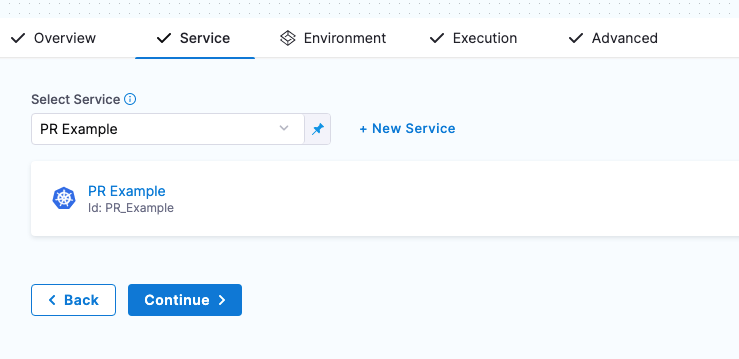 Overview Service Environment Execution Advanced
Select Service
PR Example + New Service
PR Example
Id: PR_Example
Back Continue